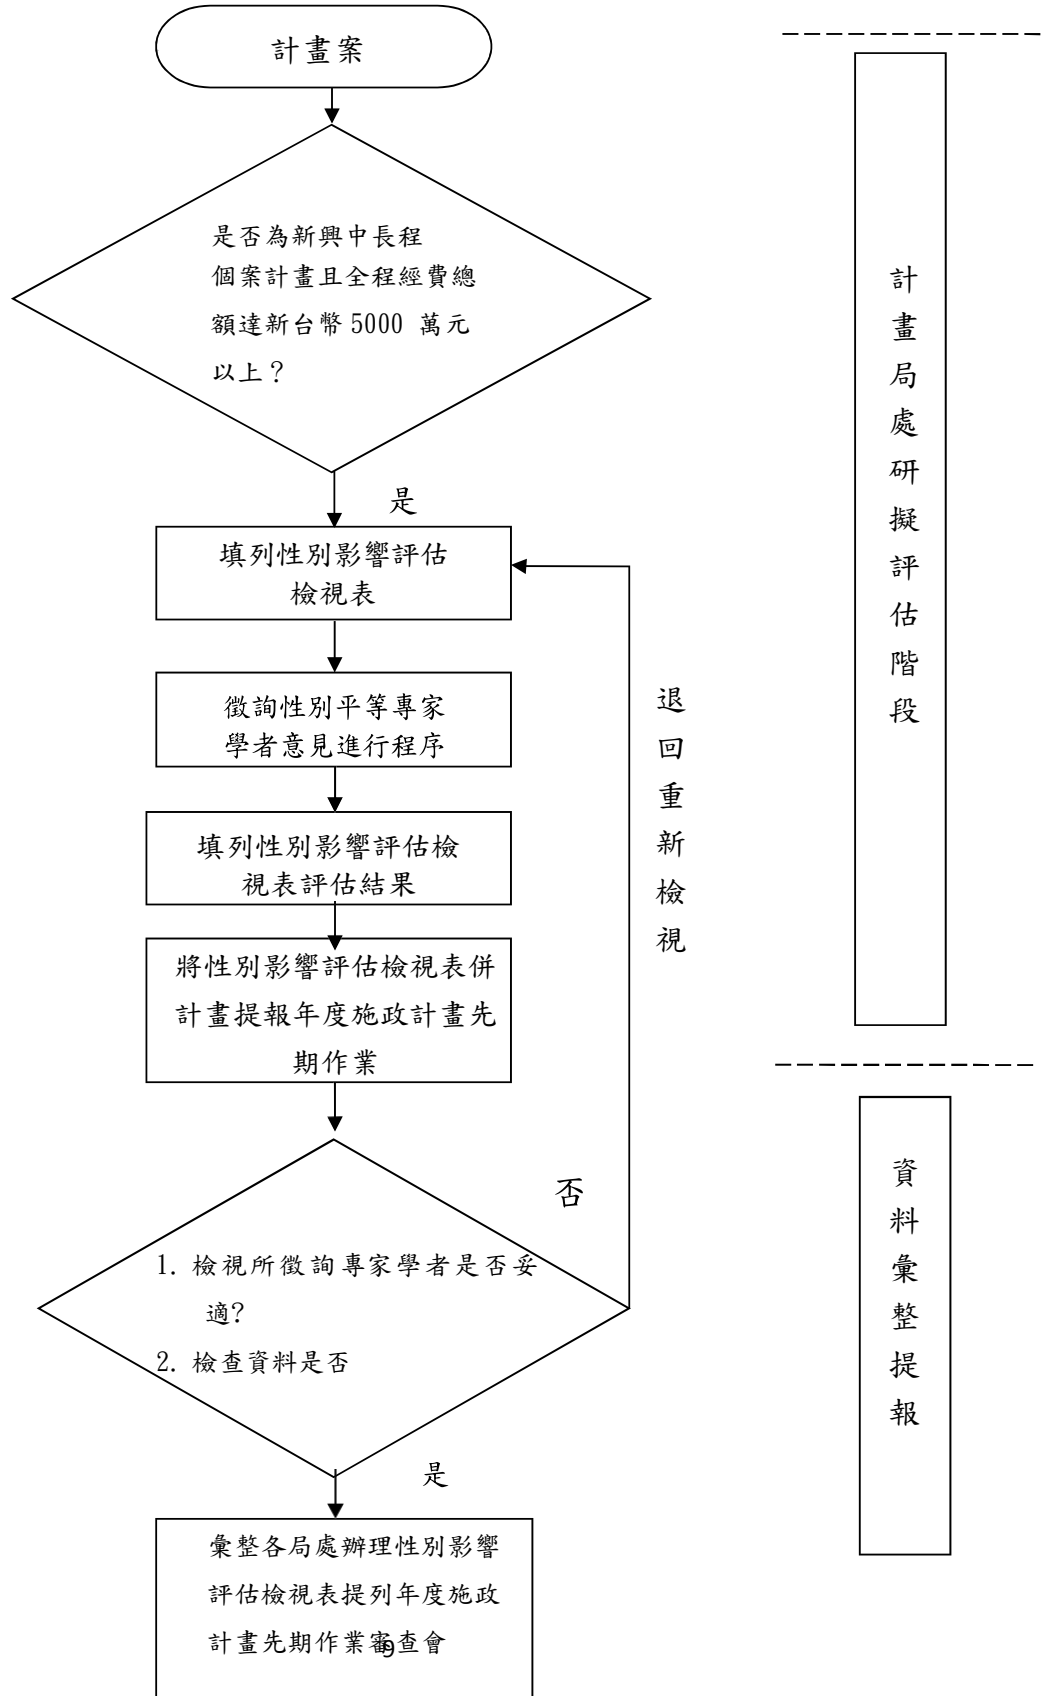 計畫案
是否為新興中長程
個案計畫且全程經費總
額達新台幣 5000 萬元
以上？
是
填列性別影響評估
檢視表
徵詢性別平等專家
學者意見進行程序
填列性別影響評估檢
視表評估結果
將性別影響評估檢視表併
計畫提報年度施政計畫先
期作業
否
1. 檢視所徵詢專家學者是否妥
適?
2. 檢查資料是否
是
彙整各局處辦理性別影響
評估檢視表提列年度施政
計畫先期作業審查會
9
退回重新檢視
計畫局處研擬評估階段
資料彙整提報